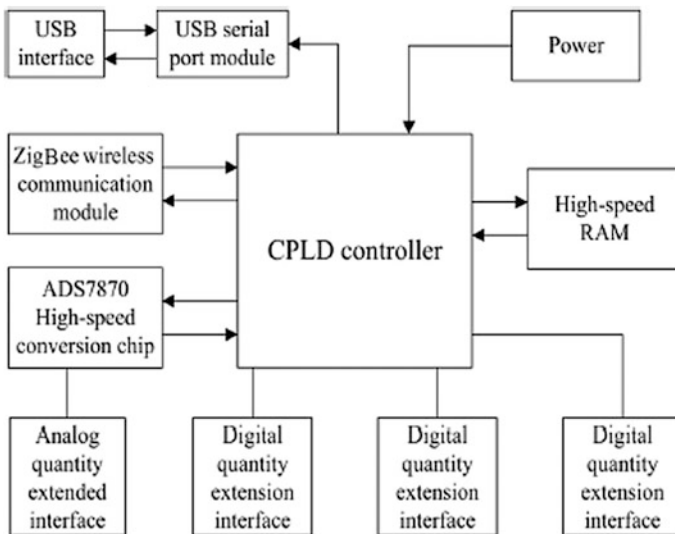 USB
interface
USB serial
port module
Power
ZigBee wireless
communication
module
CPLD controller
High-speed
RAM
ADS7870
High-speed
conversion chip
Analog
quantity
extended
interface
Digital
quantity
extension
interface
Digital
quantity
extension
interface
Digital
quantity
extension
interface